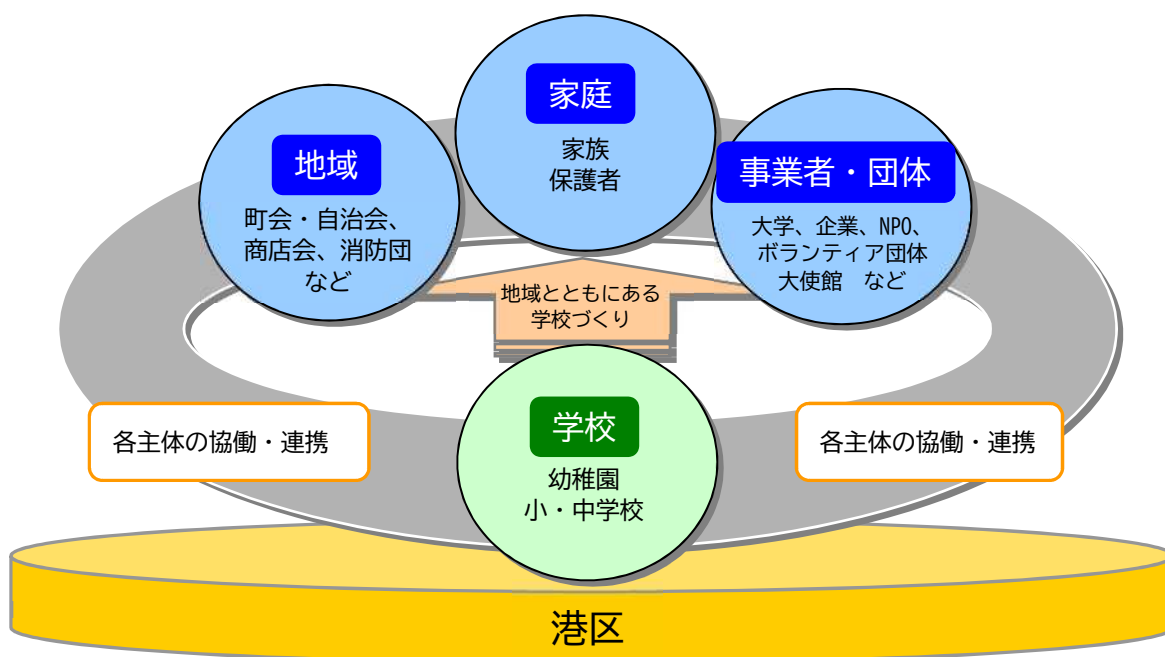 家庭
家族
保護者
地域
町会・自治会、
商店会、消防団
など
事業者・団体
大学、企業、NPO、
ボランティア団体
大使館　など
地域とともにある
学校づくり
学校
幼稚園
小・中学校
各主体の協働・連携
各主体の協働・連携
港区